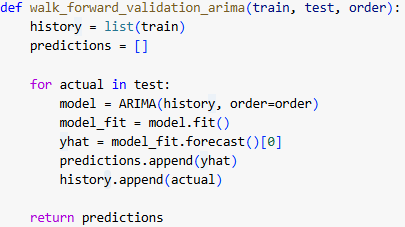 def walk_forward_validation_arima(train, test, order):
    history = list(train)
    predictions = []

    for actual in test:
        model = ARIMA(history, order=order)
        model_fit = model.fit()
        yhat = model_fit.forecast()[0]
        predictions.append(yhat)
        history.append(actual)

    return predictions